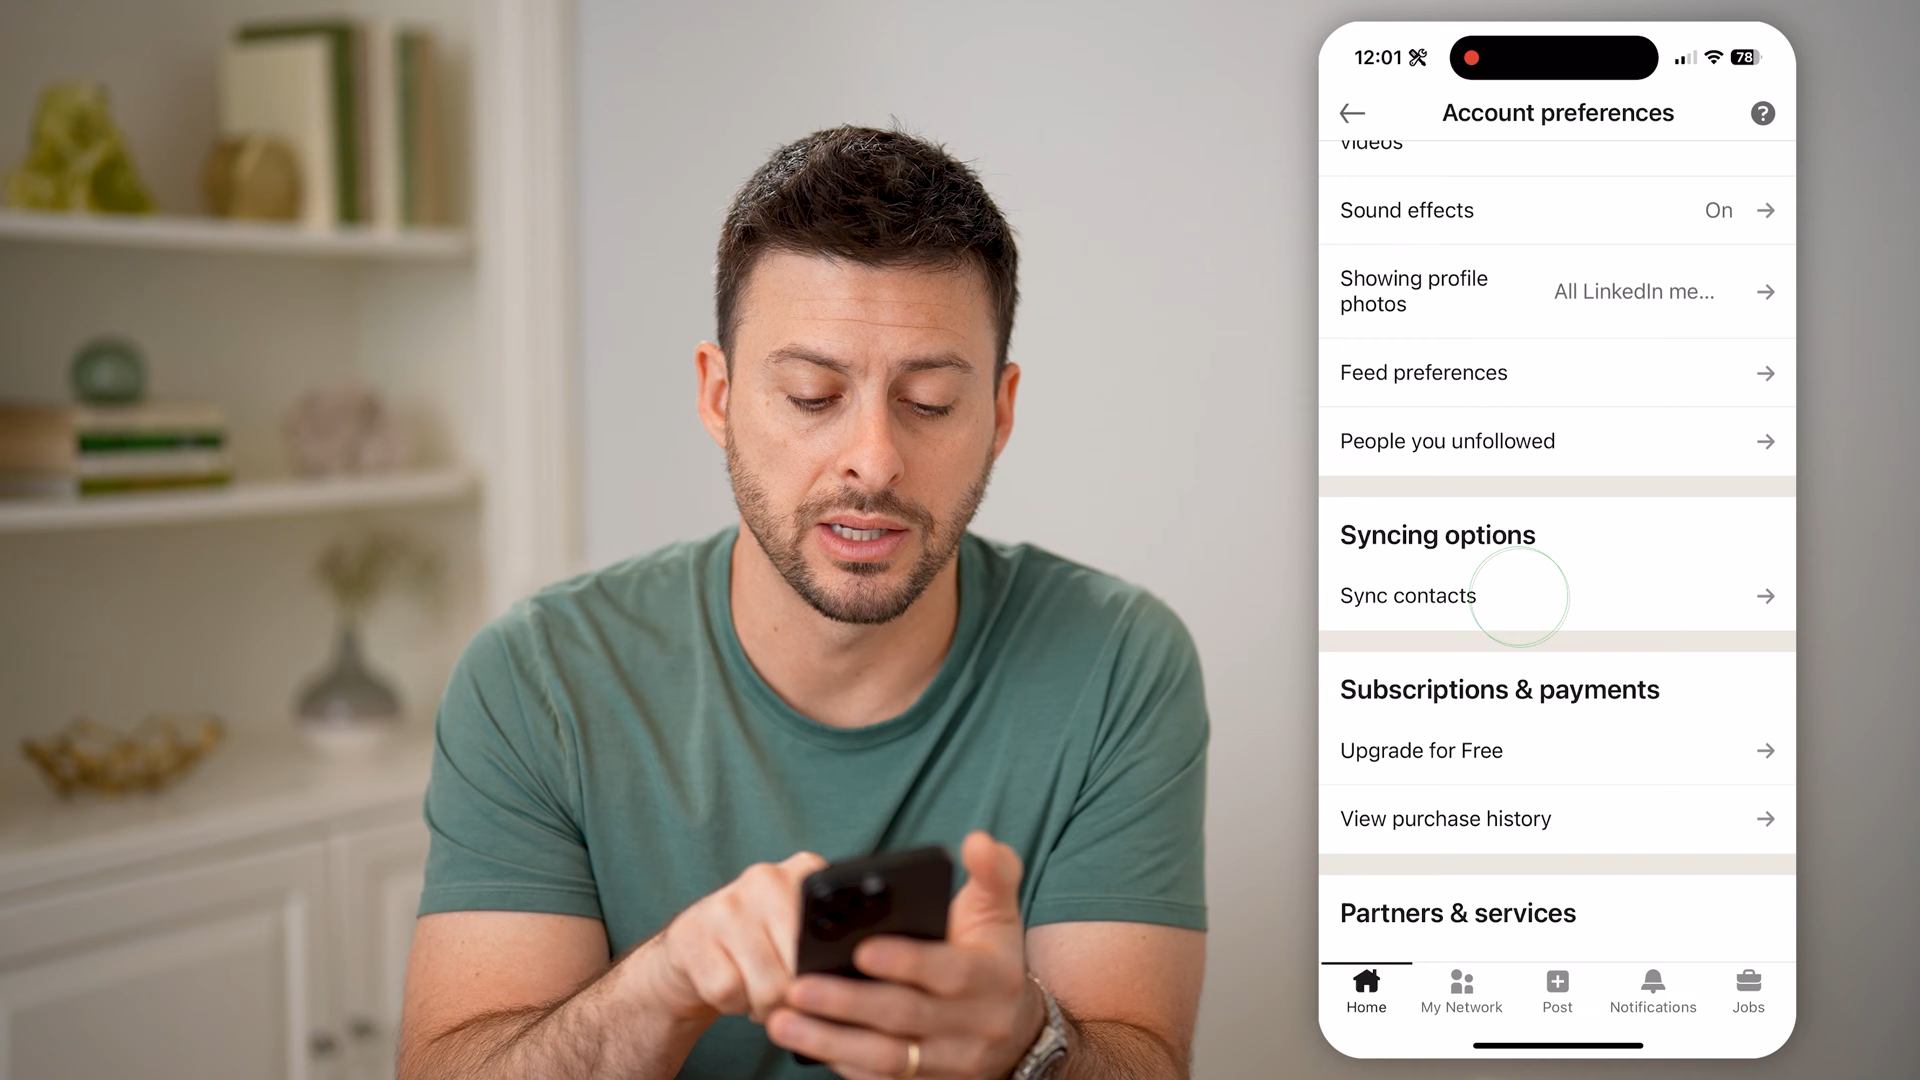 12:01
78
Account preferences
?
videos
Sound effects On
Showing profile photos All LinkedIn me...
Feed preferences
People you unfollowed
Syncing options
Sync contacts
Subscriptions & payments
Upgrade for Free
View purchase history
Partners & services
Home My Network Post Notifications Jobs